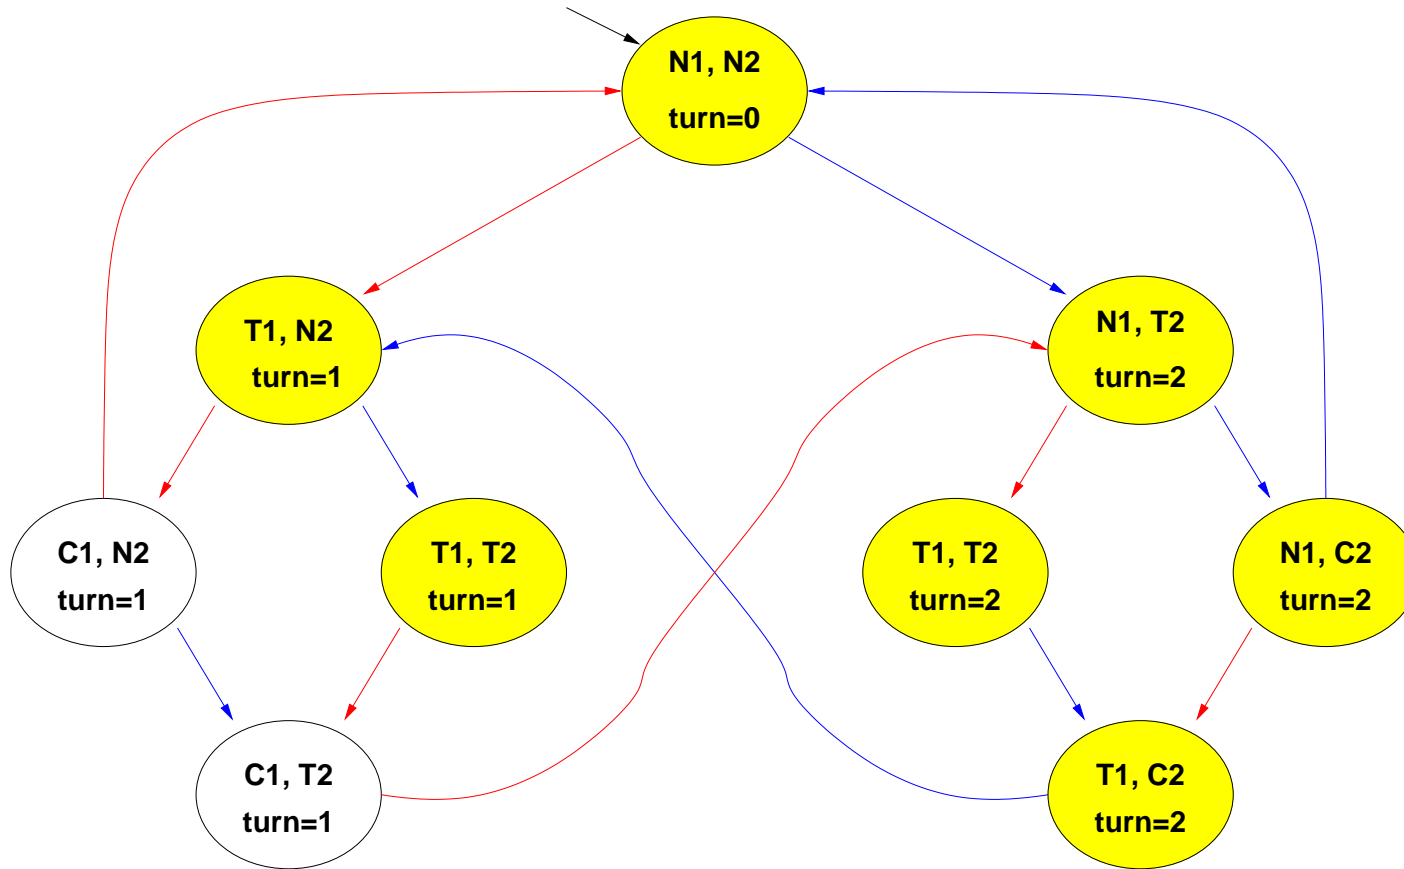 N1, N2
turn=0
T1, N2
turn=1
N1, T2
turn=2
C1, N2
turn=1
T1, T2
turn=1
T1, T2
turn=2
N1, C2
turn=2
C1, T2
turn=1
T1, C2
turn=2